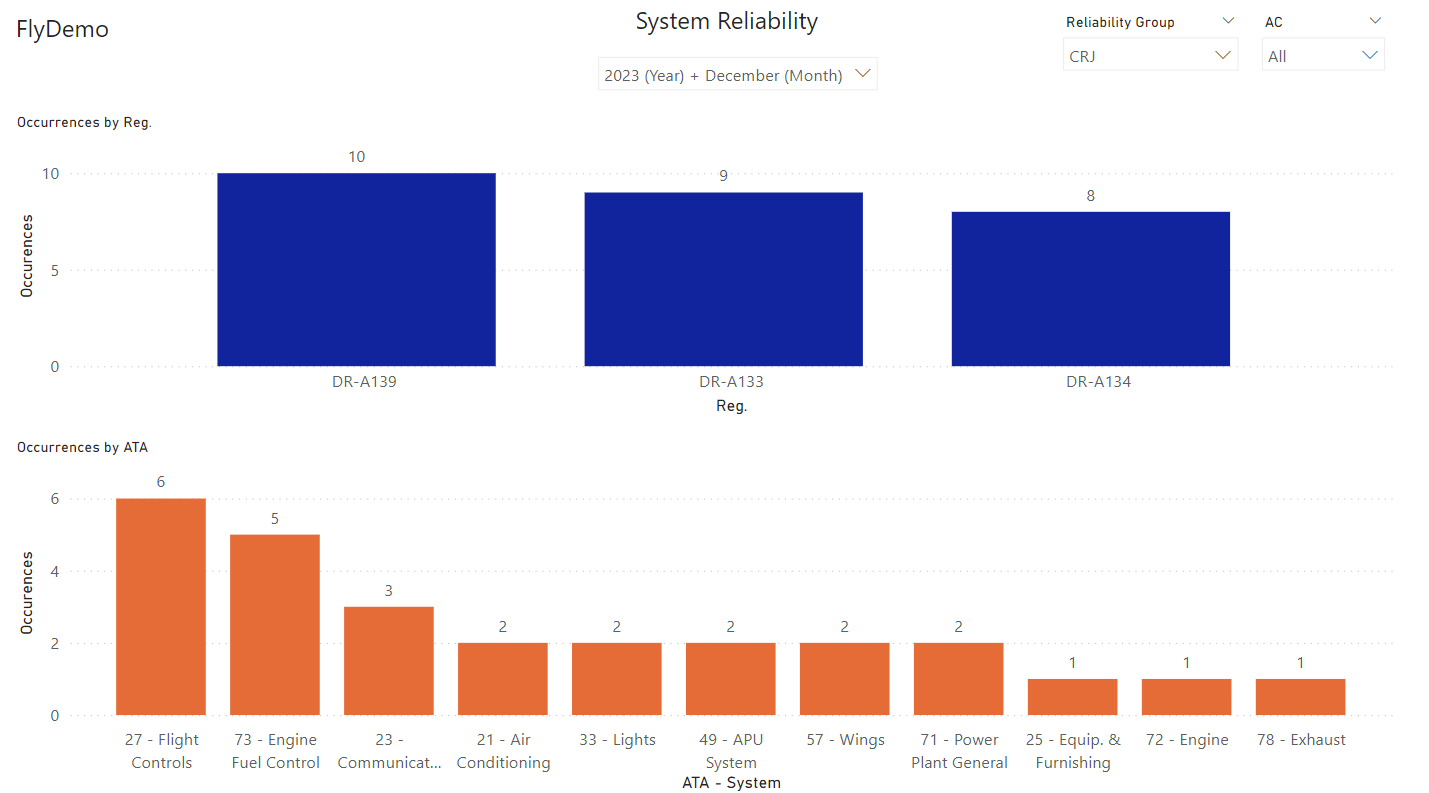 FlyDemo
System Reliability
Reliability Group
AC
CRJ
All
2023 (Year) + December (Month)
Occurrences by Reg.
10
9
8
10
5
0
Occurences
DR-A139
DR-A133
DR-A134
Reg.
Occurrences by ATA
6
5
3
2
2
2
2
2
1
1
1
6
4
2
0
Occurences
27 - Flight
Controls
73 - Engine
Fuel Control
23 -
Communicat...
21 - Air
Conditioning
33 - Lights
49 - APU
System
57 - Wings
71 - Power
Plant General
25 - Equip. &
Furnishing
72 - Engine
78 - Exhaust
ATA - System